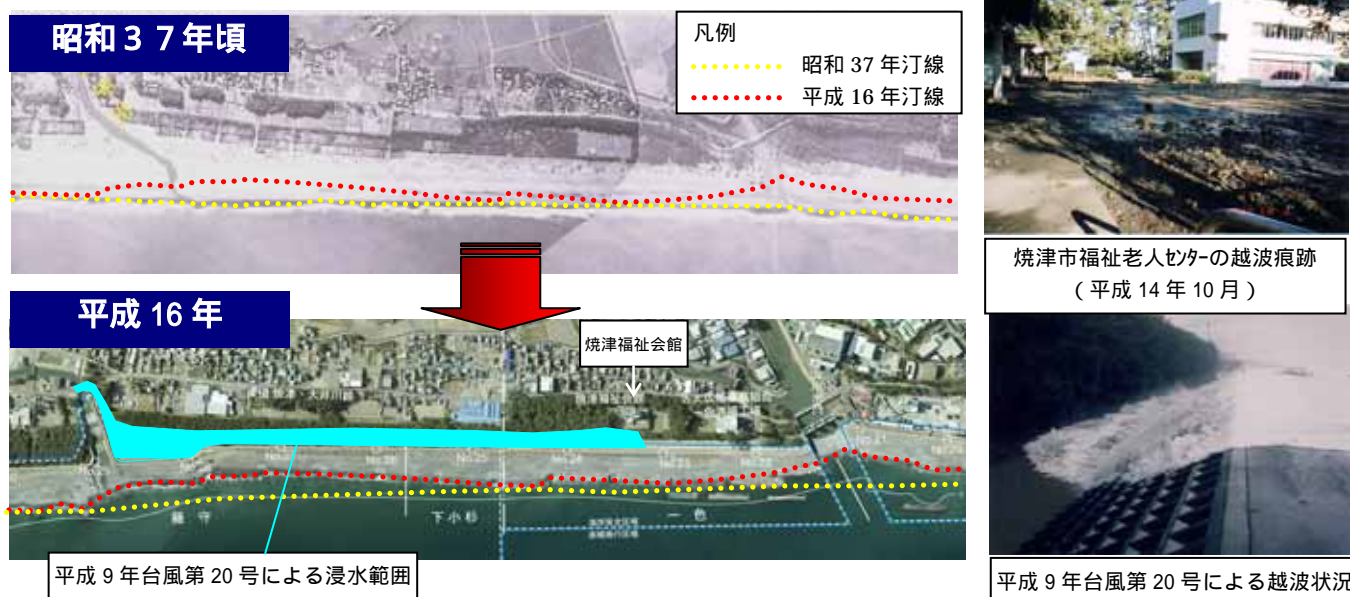 昭和３７年頃
凡例
昭和 37 年汀線
平成 16 年汀線
焼津市福祉老人センターの越波痕跡
（平成 14 年 10 月）
平成 16 年
焼津福祉会館
藤守
下小杉
一色
平成 9 年台風第 20 号による浸水範囲
平成 9 年台風第 20 号による越波状況